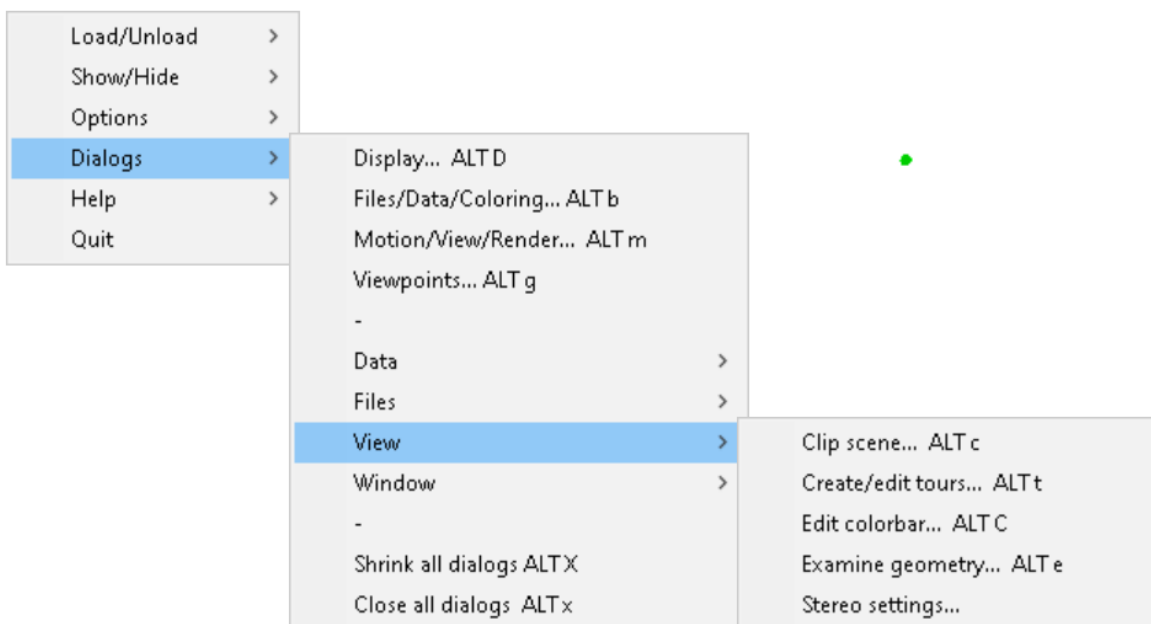 Load/Unload
Show/Hide
Options
Dialogs
Help
Quit
Display... ALT D
Files/Data/Coloring... ALT b
Motion/View/Render... ALT m
Viewpoints... ALT g
-
Data
Files
View
Window
-
Shrink all dialogs ALT X
Close all dialogs ALT x
Clip scene... ALT c
Create/edit tours... ALT t
Edit colorbar... ALT C
Examine geometry... ALT e
Stereo settings...